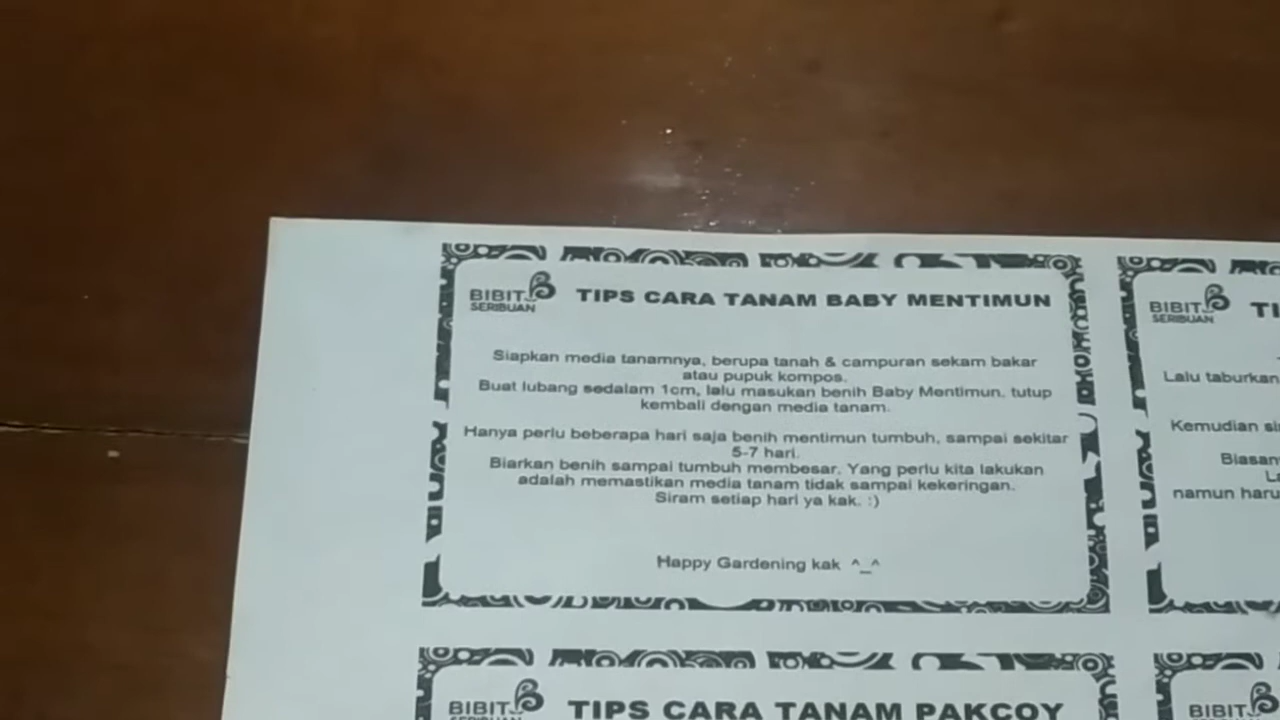 BIBIT
SERIBUAN
TIPS CARA TANAM BABY MENTIMUN
Siapkan media tanamnya, berupa tanah & campuran sekam bakar
atau pupuk kompos.
Buat lubang sedalam 1cm, lalu masukan benih Baby Mentimun, tutup
kembali dengan media tanam.
Hanya perlu beberapa hari saja benih mentimun tumbuh, sampai sekitar
5-7 hari.
Biarkan benih sampai tumbuh membesar. Yang perlu kita lakukan
adalah memastikan media tanam tidak sampai kekeringan.
Siram setiap hari ya kak. :)
Happy Gardening kak ^_^
BIBIT
SERIBUAN
TI
Lalu taburkan
Kemudian si
Biasan
La
namun haru
BIBIT
SERIBUAN
TIPS CARA TANAM PAKCOY
BIBIT